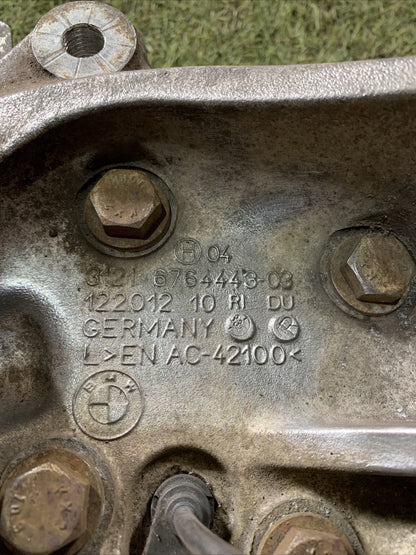 04
3121 6764443-03
122012 10 RI DU
GERMANY
L>EN AC-42100<
BMW